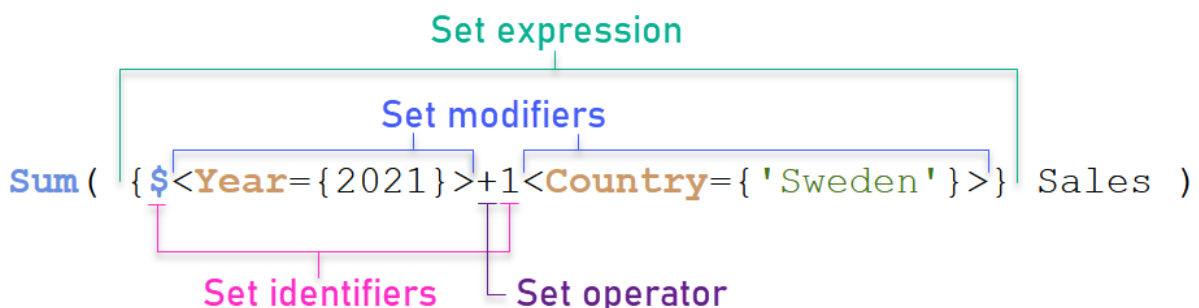 Set expression
Set modifiers
Sum( {$<Year={2021}>+1<Country={'Sweden'}>} Sales )
Set identifiers
Set operator